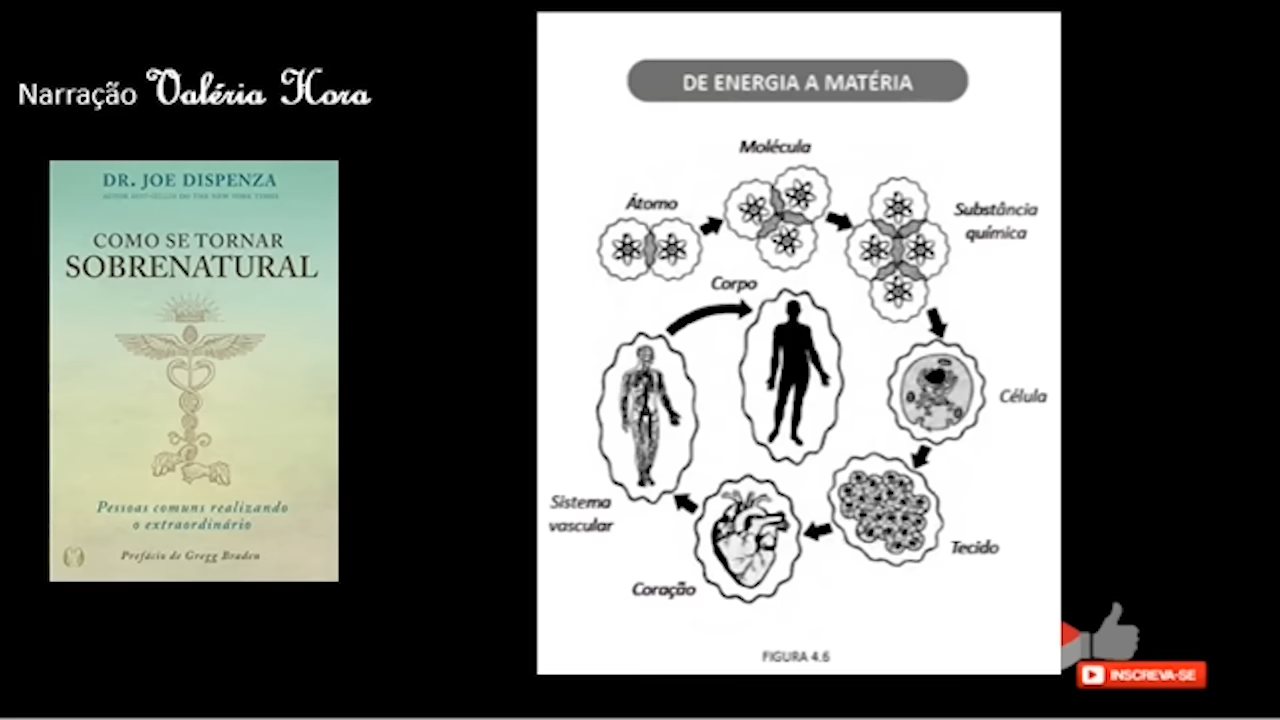 Narração Valéria Hora
DR. JOE DISPENZA
COMO SE TORNAR
SOBRENATURAL
Pessoas comuns realizando
o extraordinário
Prefácio de Gregg Braden
DE ENERGIA A MATÉRIA
Molécula
Átomo
Substância
química
Corpo
Célula
Sistema
vascular
Tecido
Coração
FIGURA 4.6
INSCREVA-SE